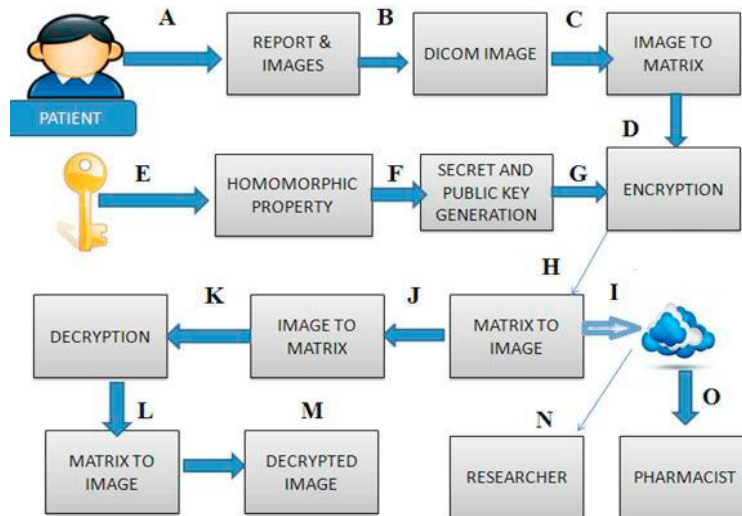 A
B
C
REPORT &
IMAGES
DICOM IMAGE
IMAGE TO
MATRIX
PATIENT
D
E
HOMOMORPHIC
PROPERTY
F
SECRET AND
PUBLIC KEY
GENERATION
G
ENCRYPTION
H
I
K
J
DECRYPTION
IMAGE TO
MATRIX
MATRIX TO
IMAGE
L
M
N
O
MATRIX TO
IMAGE
DECRYPTED
IMAGE
RESEARCHER
PHARMACIST